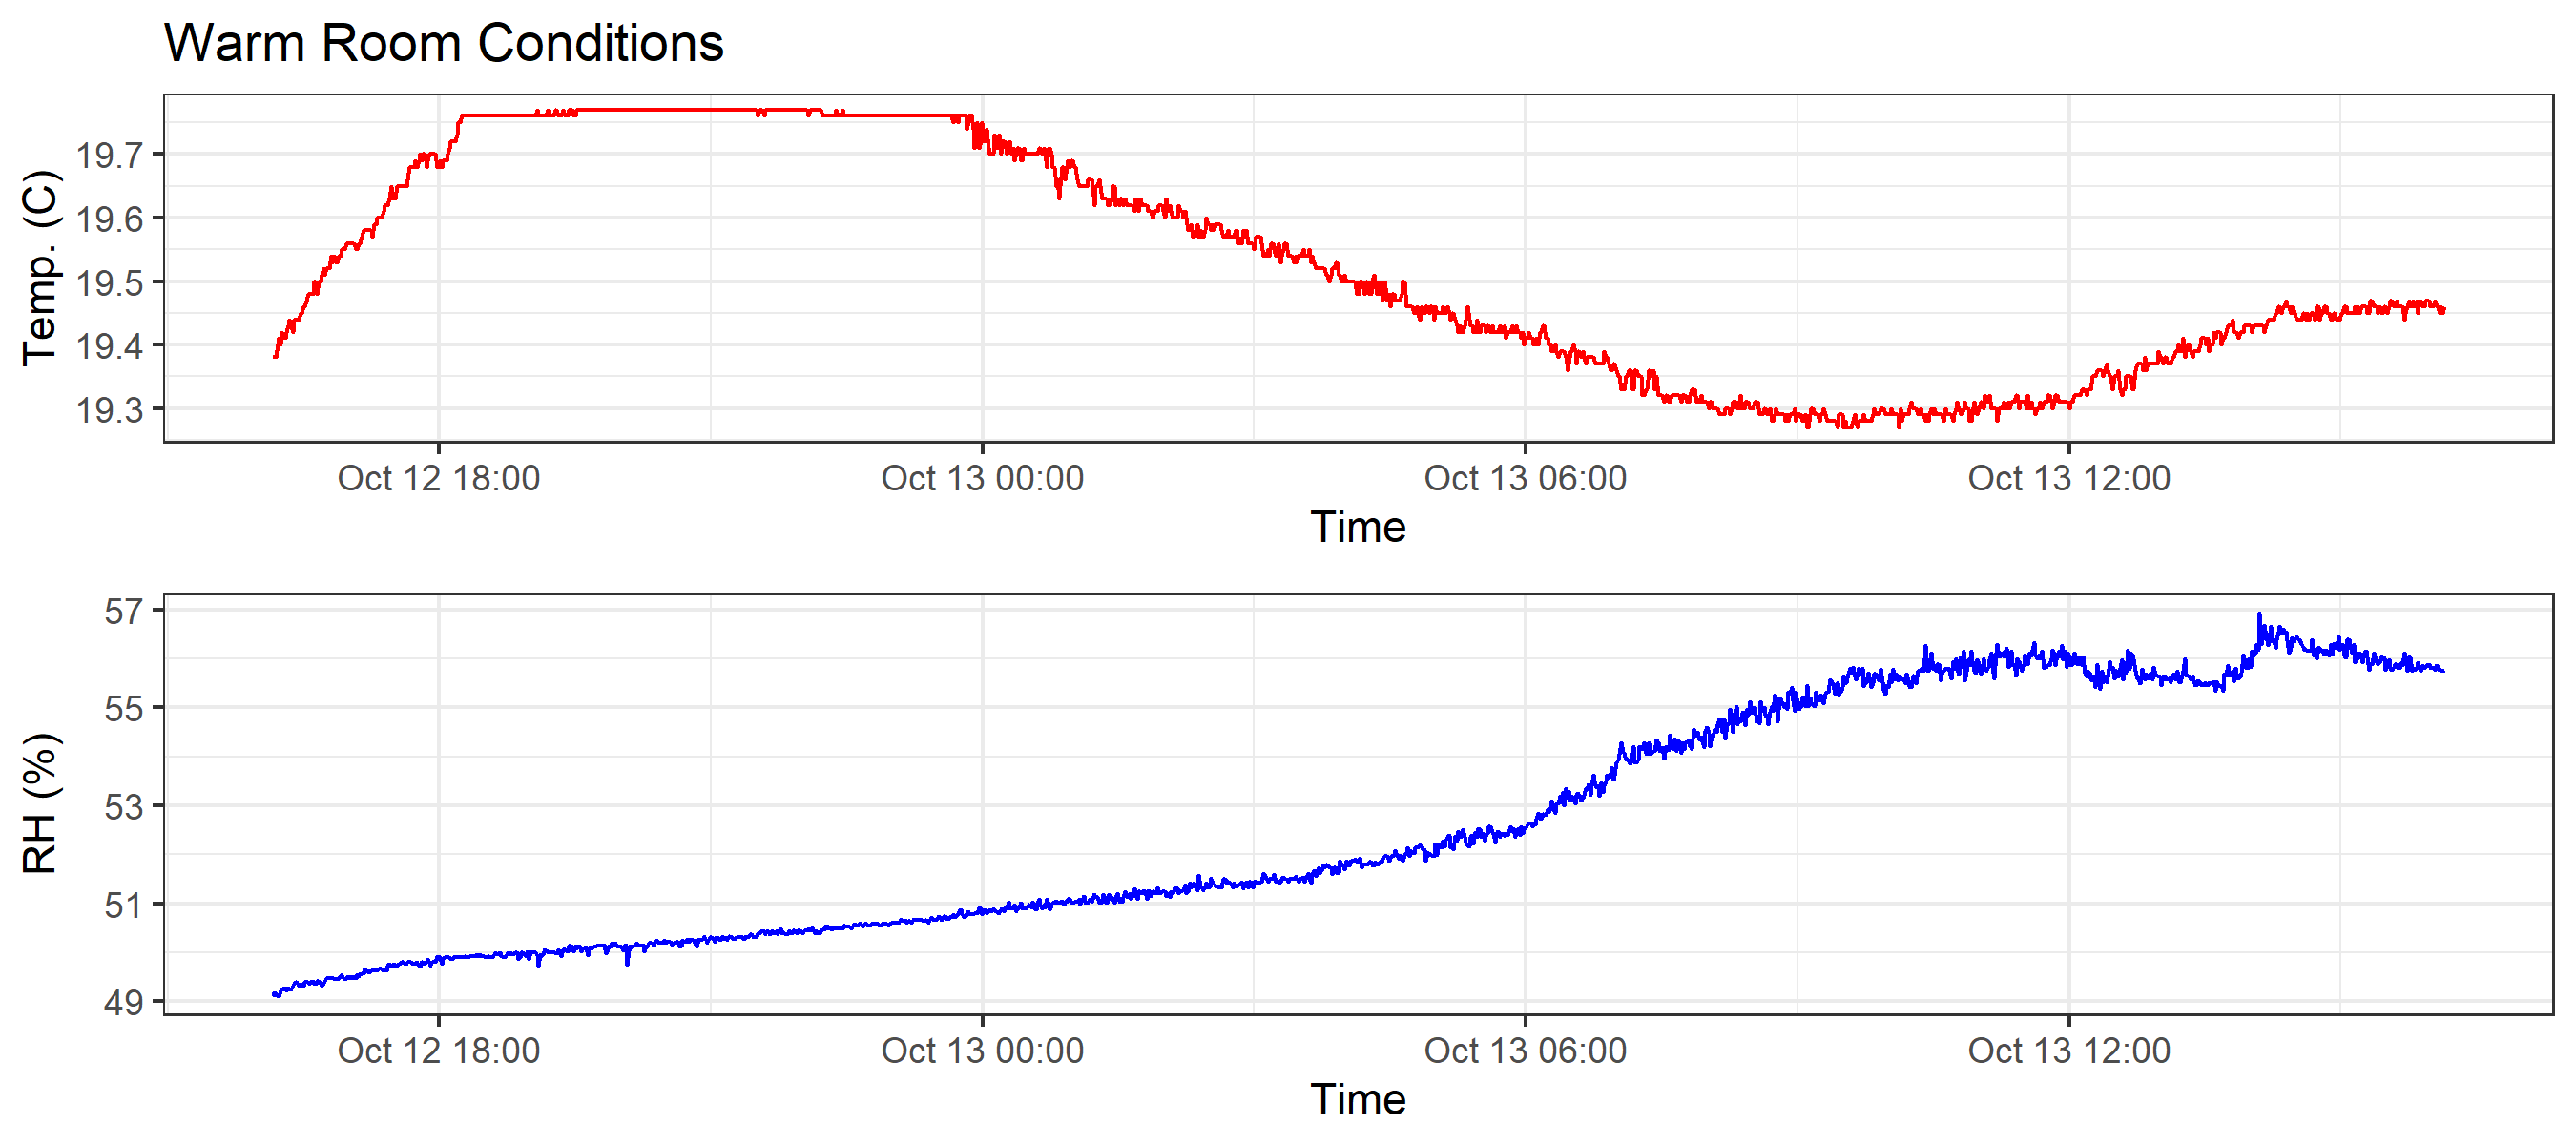 Warm Room Conditions
Temp. (C)
19.7
19.6
19.5
19.4
19.3
Oct 12 18:00 Oct 13 00:00 Oct 13 06:00 Oct 13 12:00
Time
RH (%)
57
55
53
51
49
Oct 12 18:00 Oct 13 00:00 Oct 13 06:00 Oct 13 12:00
Time